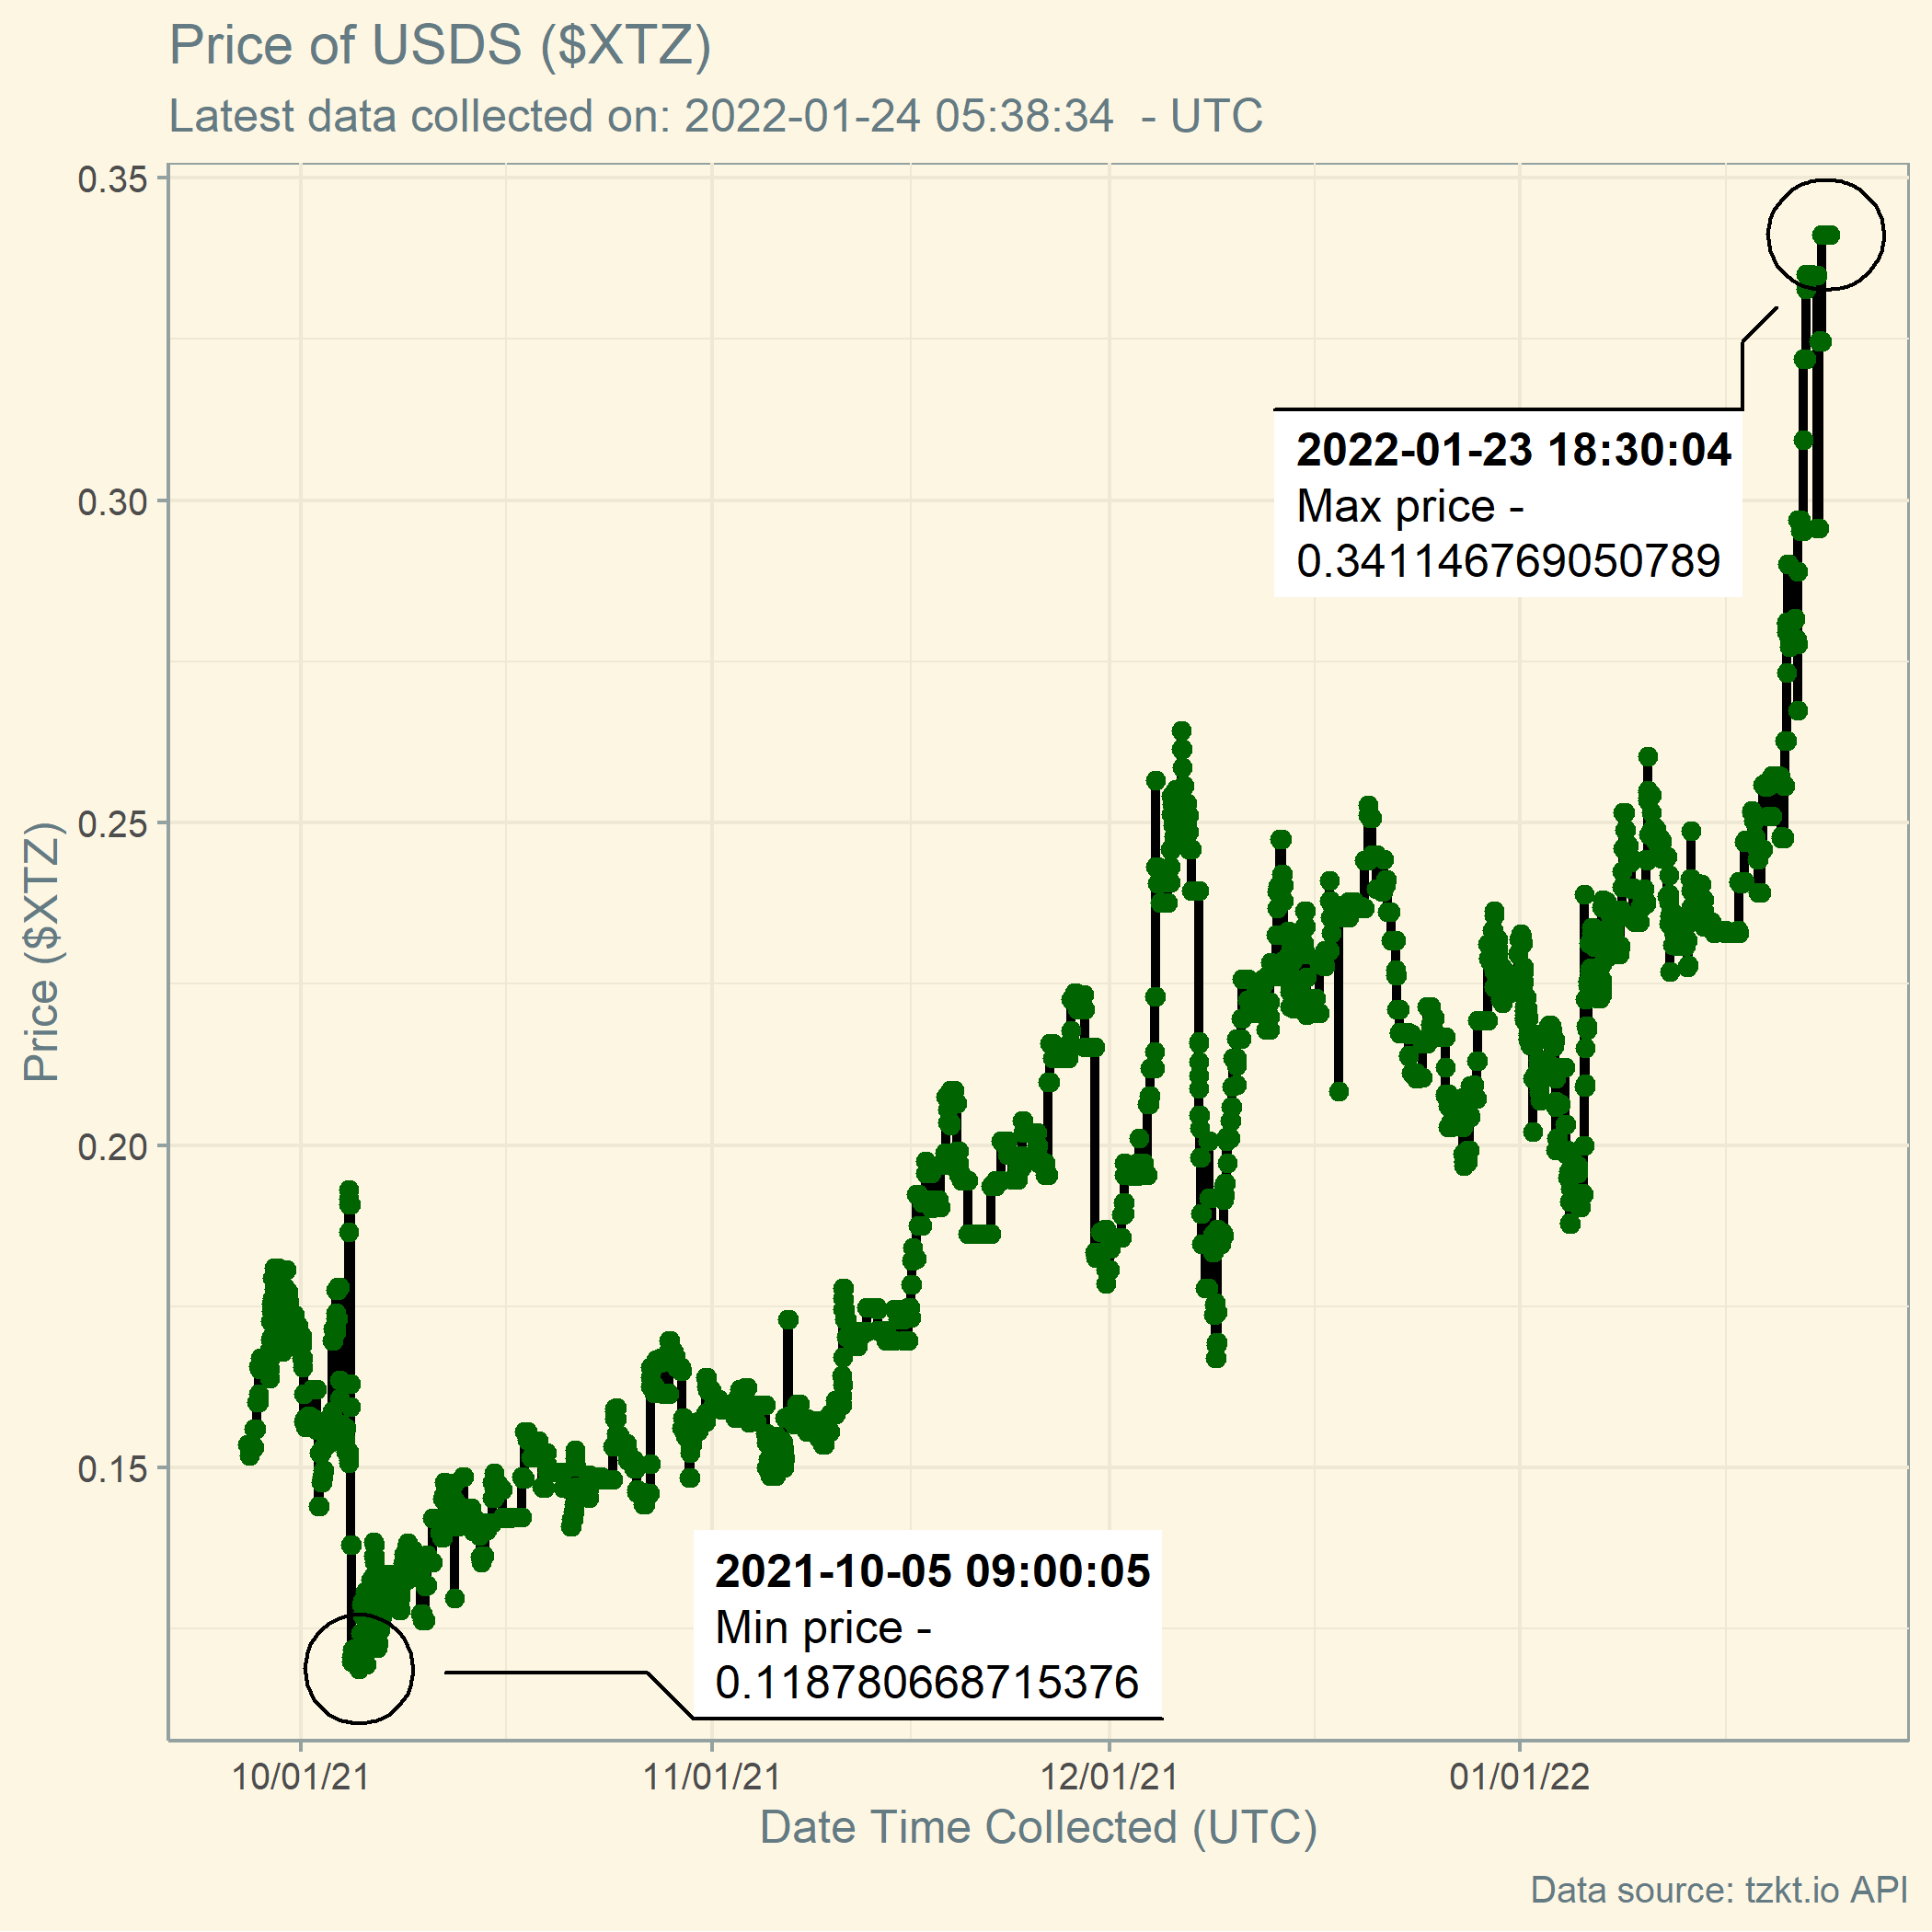 Price of USDS ($XTZ)
Latest data collected on: 2022-01-24 05:38:34  - UTC
0.35
0.30
0.25
0.20
0.15
Price ($XTZ)
2022-01-23 18:30:04
Max price -
0.341146769050789
2021-10-05 09:00:05
Min price -
0.118780668715376
10/01/21
11/01/21
12/01/21
01/01/22
Date Time Collected (UTC)
Data source: tzkt.io API